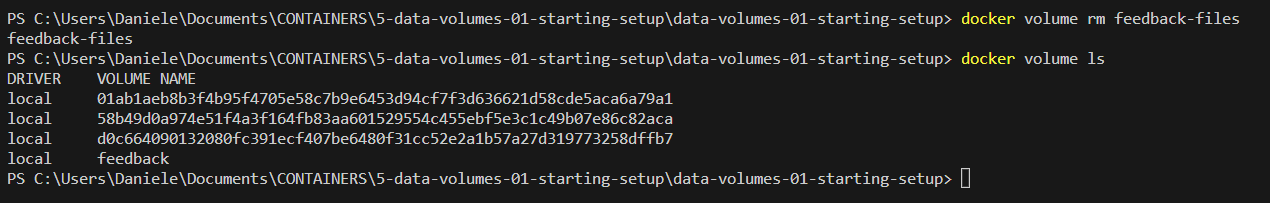 PS C:\Users\Daniele\Documents\CONTAINERS\5-data-volumes-01-starting-setup\data-volumes-01-starting-setup> docker volume rm feedback-files
feedback-files
PS C:\Users\Daniele\Documents\CONTAINERS\5-data-volumes-01-starting-setup\data-volumes-01-starting-setup> docker volume ls
DRIVER    VOLUME NAME
local     01ab1aeb8b3f4b95f4705e58c7b9e6453d94cf7f3d636621d58cde5aca6a79a1
local     58b49d0a974e51f4a3f164fb83aa601529554c455ebf5e3c1c49b07e86c82aca
local     d0c664090132080fc391ecf407be6480f31cc52e2a1b57a27d319773258dffb7
local     feedback
PS C:\Users\Daniele\Documents\CONTAINERS\5-data-volumes-01-starting-setup\data-volumes-01-starting-setup>